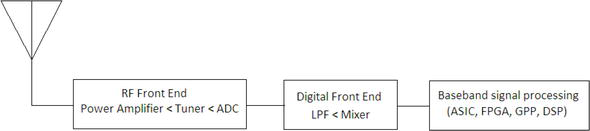 RF Front End
Power Amplifier < Tuner < ADC
Digital Front End
LPF < Mixer
Baseband signal processing
(ASIC, FPGA, GPP, DSP)